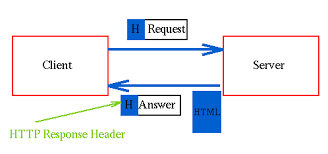 H Request
Client
Server
H Answer
HTML
HTTP Response Header